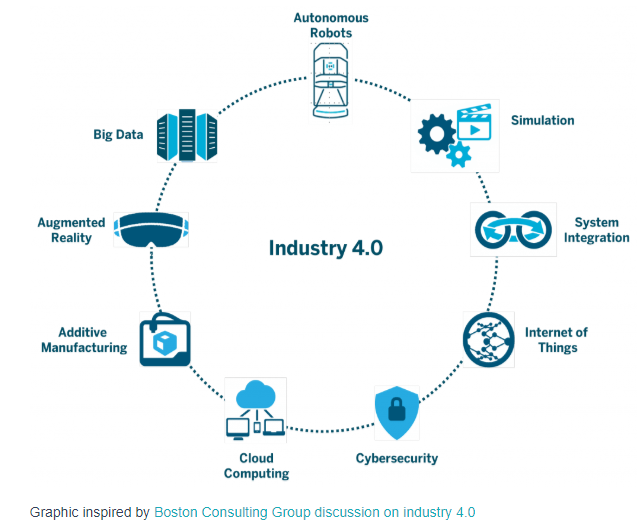 Autonomous
Robots
Simulation
System
Integration
Internet of
Things
Cybersecurity
Cloud
Computing
Additive
Manufacturing
Augmented
Reality
Big Data
Industry 4.0
Graphic inspired by Boston Consulting Group discussion on industry 4.0